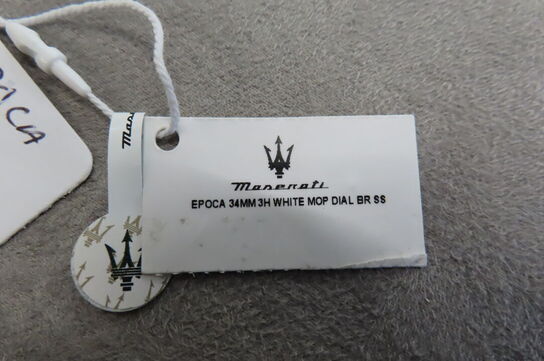 Maserati
EPOCA 34MM 3H WHITE MOP DIAL BR SS